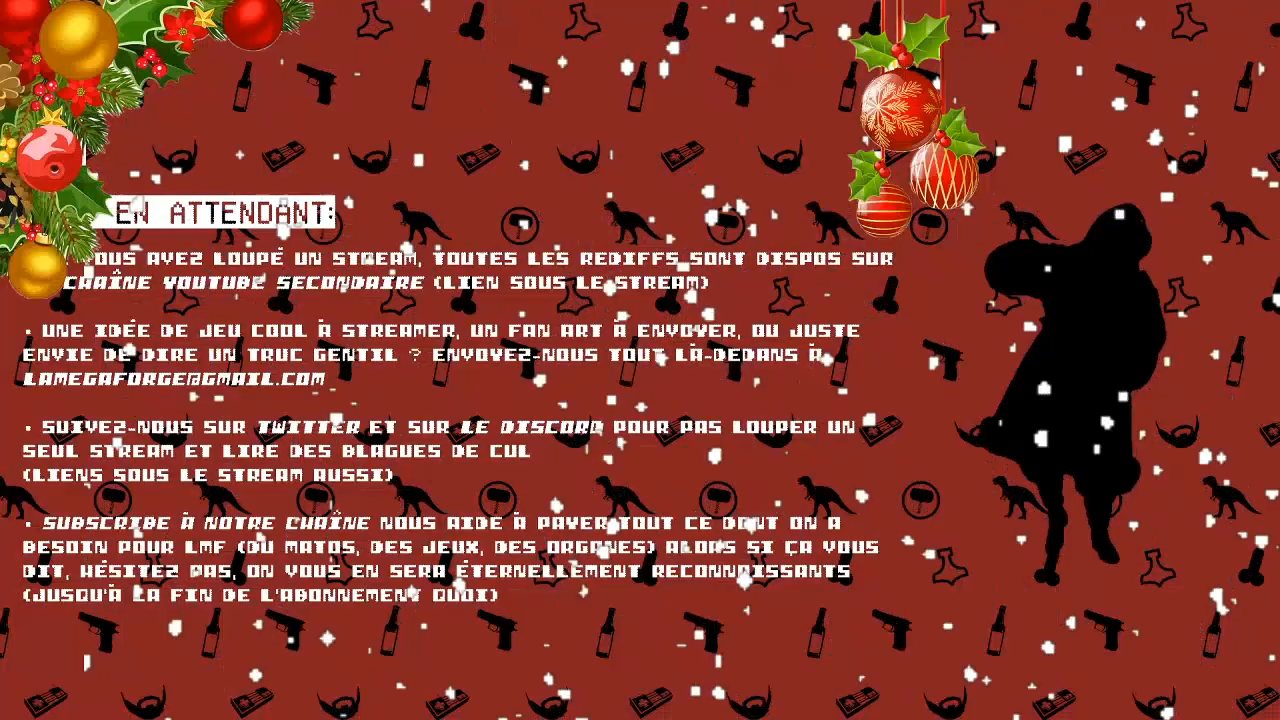 EN ATTENDANT:
OUS AVEZ LOUPÉ UN STREAM, TOUTES LES REDIFFS SONT DISPOS SUR
CHAÎNE YOUTUBE SECONDAIRE (LIEN SOUS LE STREAM)
• UNE IDÉE DE JEU COOL À STREAMER, UN FAN ART À ENVOYER, OU JUSTE
ENVIE DE DIRE UN TRUC GENTIL ? ENVOYEZ-NOUS TOUT LÀ-DEDANS À
LAMEGAFORGE@GMAIL.COM
• SUIVEZ-NOUS SUR TWITTER ET SUR LE DISCORD POUR PAS LOUPER UN
SEUL STREAM ET LIRE DES BLAGUES DE CUL
(LIENS SOUS LE STREAM AUSSI)
• SUBSCRIBE À NOTRE CHAÎNE NOUS AIDE À PAYER TOUT CE DONT ON A
BESOIN POUR LMF (DU MATOS, DES JEUX, DES ORGANES) ALORS SI ÇA VOUS
DIT, HÉSITEZ PAS, ON VOUS EN SERA ÉTERNELLEMENT RECONNAISSANTS
(JUSQU'À LA FIN DE L'ABONNEMENT QUOI)